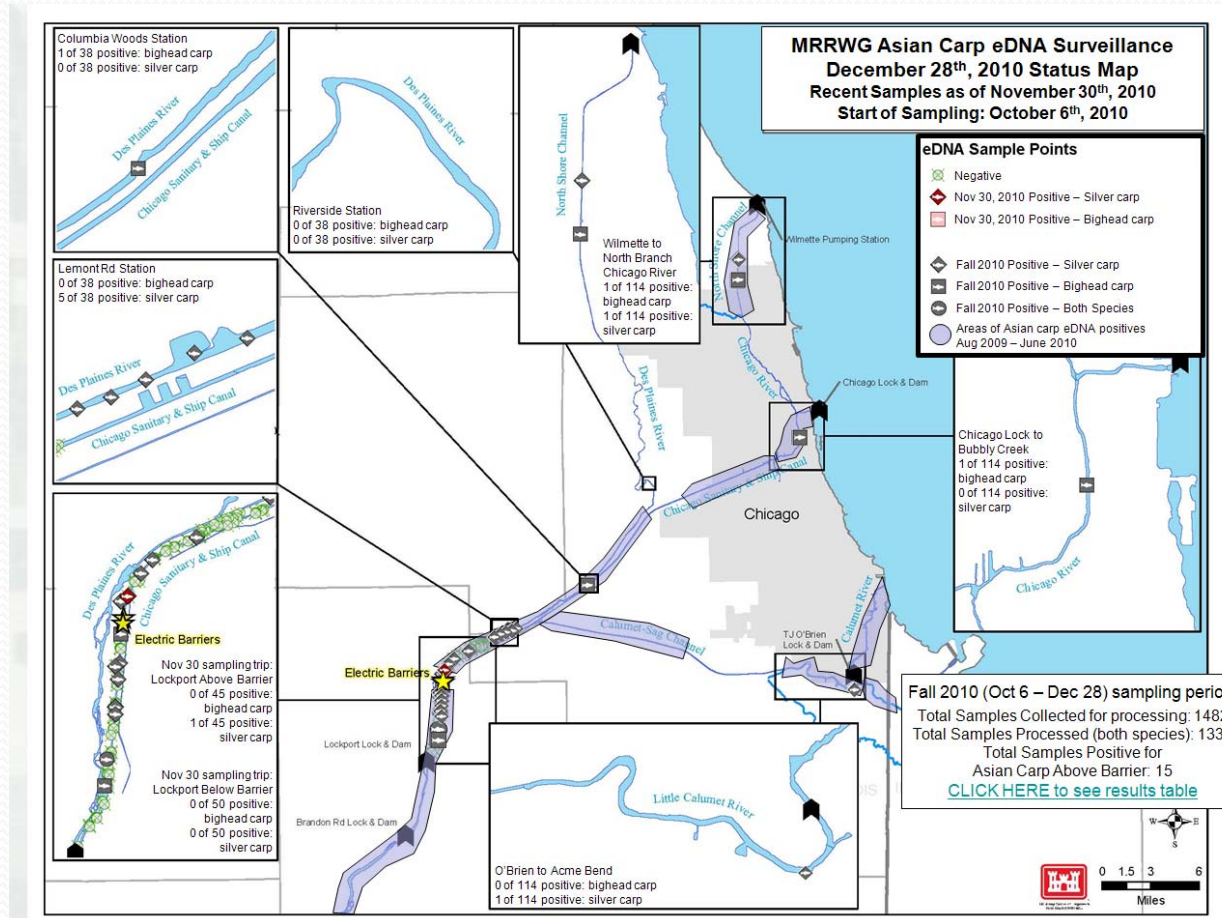 MRRWG Asian Carp eDNA Surveillance
December 28th, 2010 Status Map
Recent Samples as of November 30th, 2010
Start of Sampling: October 6th, 2010
eDNA Sample Points
Negative
Nov 30, 2010 Positive – Silver carp
Nov 30, 2010 Positive – Bighead carp
Fall 2010 Positive – Silver carp
Fall 2010 Positive – Bighead carp
Fall 2010 Positive – Both Species
Areas of Asian carp eDNA positives
Aug 2009 – June 2010
Columbia Woods Station
1 of 38 positive: bighead carp
0 of 38 positive: silver carp
Des Plaines River
Chicago Sanitary & Ship Canal
Des Plaines River
Riverside Station
0 of 38 positive: bighead carp
0 of 38 positive: silver carp
North Shore Channel
Wilmette to
North Branch
Chicago River
1 of 114 positive:
bighead carp
1 of 114 positive:
silver carp
Lemont Rd Station
0 of 38 positive: bighead carp
5 of 38 positive: silver carp
Des Plaines River
Chicago Sanitary & Ship Canal
North Shore Channel
Wilmette Pumping Station
Chicago River
Chicago Lock & Dam
Des Plaines River
Chicago Sanitary & Ship Canal
Chicago
Chicago Lock to
Bubbly Creek
1 of 114 positive:
bighead carp
0 of 114 positive:
silver carp
Chicago River
Des Plaines River
Chicago Sanitary & Ship Canal
Electric Barriers
Nov 30 sampling trip:
Lockport Above Barrier
0 of 45 positive:
bighead carp
1 of 45 positive:
silver carp
Nov 30 sampling trip:
Lockport Below Barrier
0 of 50 positive:
bighead carp
0 of 50 positive:
silver carp
Calumet-Sag Channel
Calumet River
TJ O'Brien
Lock & Dam
Electric Barriers
Lockport Lock & Dam
Brandon Rd Lock & Dam
Little Calumet River
O'Brien to Acme Bend
0 of 114 positive: bighead carp
1 of 114 positive: silver carp
Fall 2010 (Oct 6 – Dec 28) sampling perio
Total Samples Collected for processing: 1482
Total Samples Processed (both species): 133
Total Samples Positive for
Asian Carp Above Barrier: 15
CLICK HERE to see results table
W E
S
0 1.5 3 6
Miles